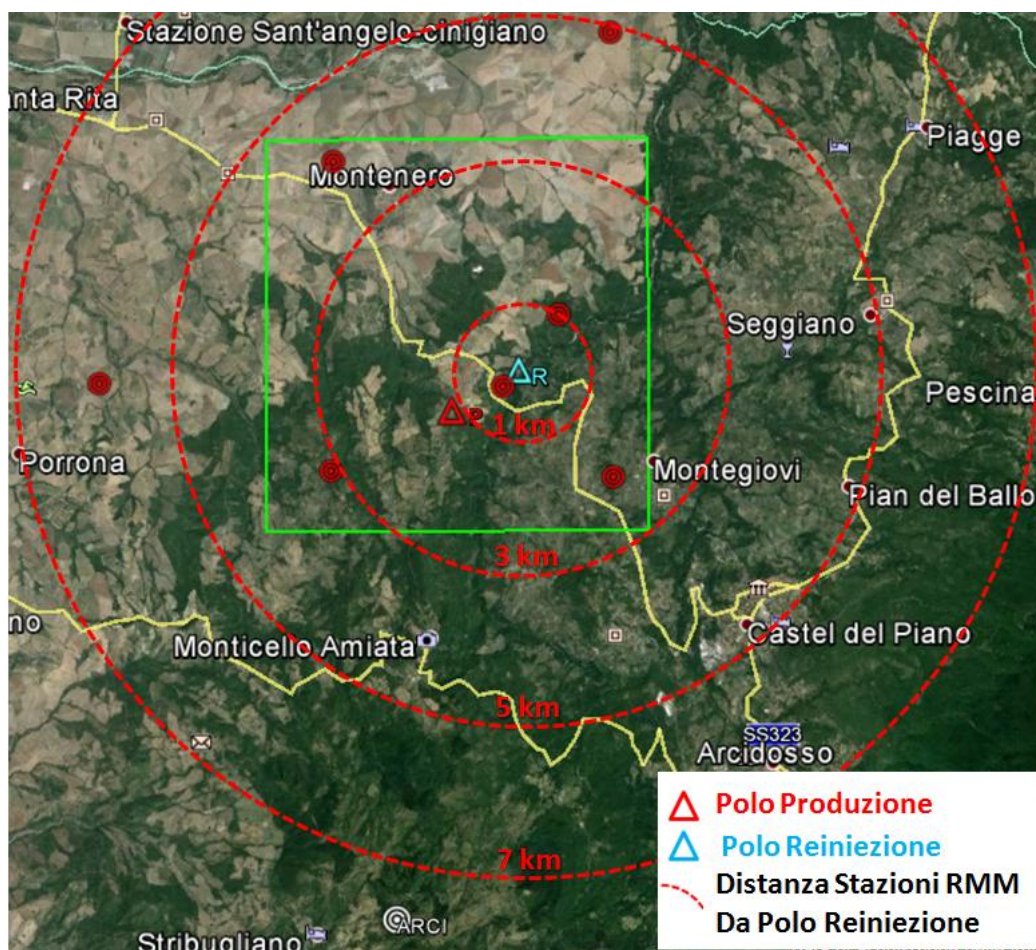 Stazione Sant'angelo-cinigiano
anta Rita
Piagge
Montenero
Seggiano
R
Pescina
P
1 km
Porrona
Montegiovi
Pian del Ballo
3 km
no
Castel del Piano
Monticello Amiata
5 km
SS323
Arcidosso
Polo Produzione
Polo Reiniezione
7 km
Distanza Stazioni RMM
Da Polo Reiniezione
ARCI
Stribugliano